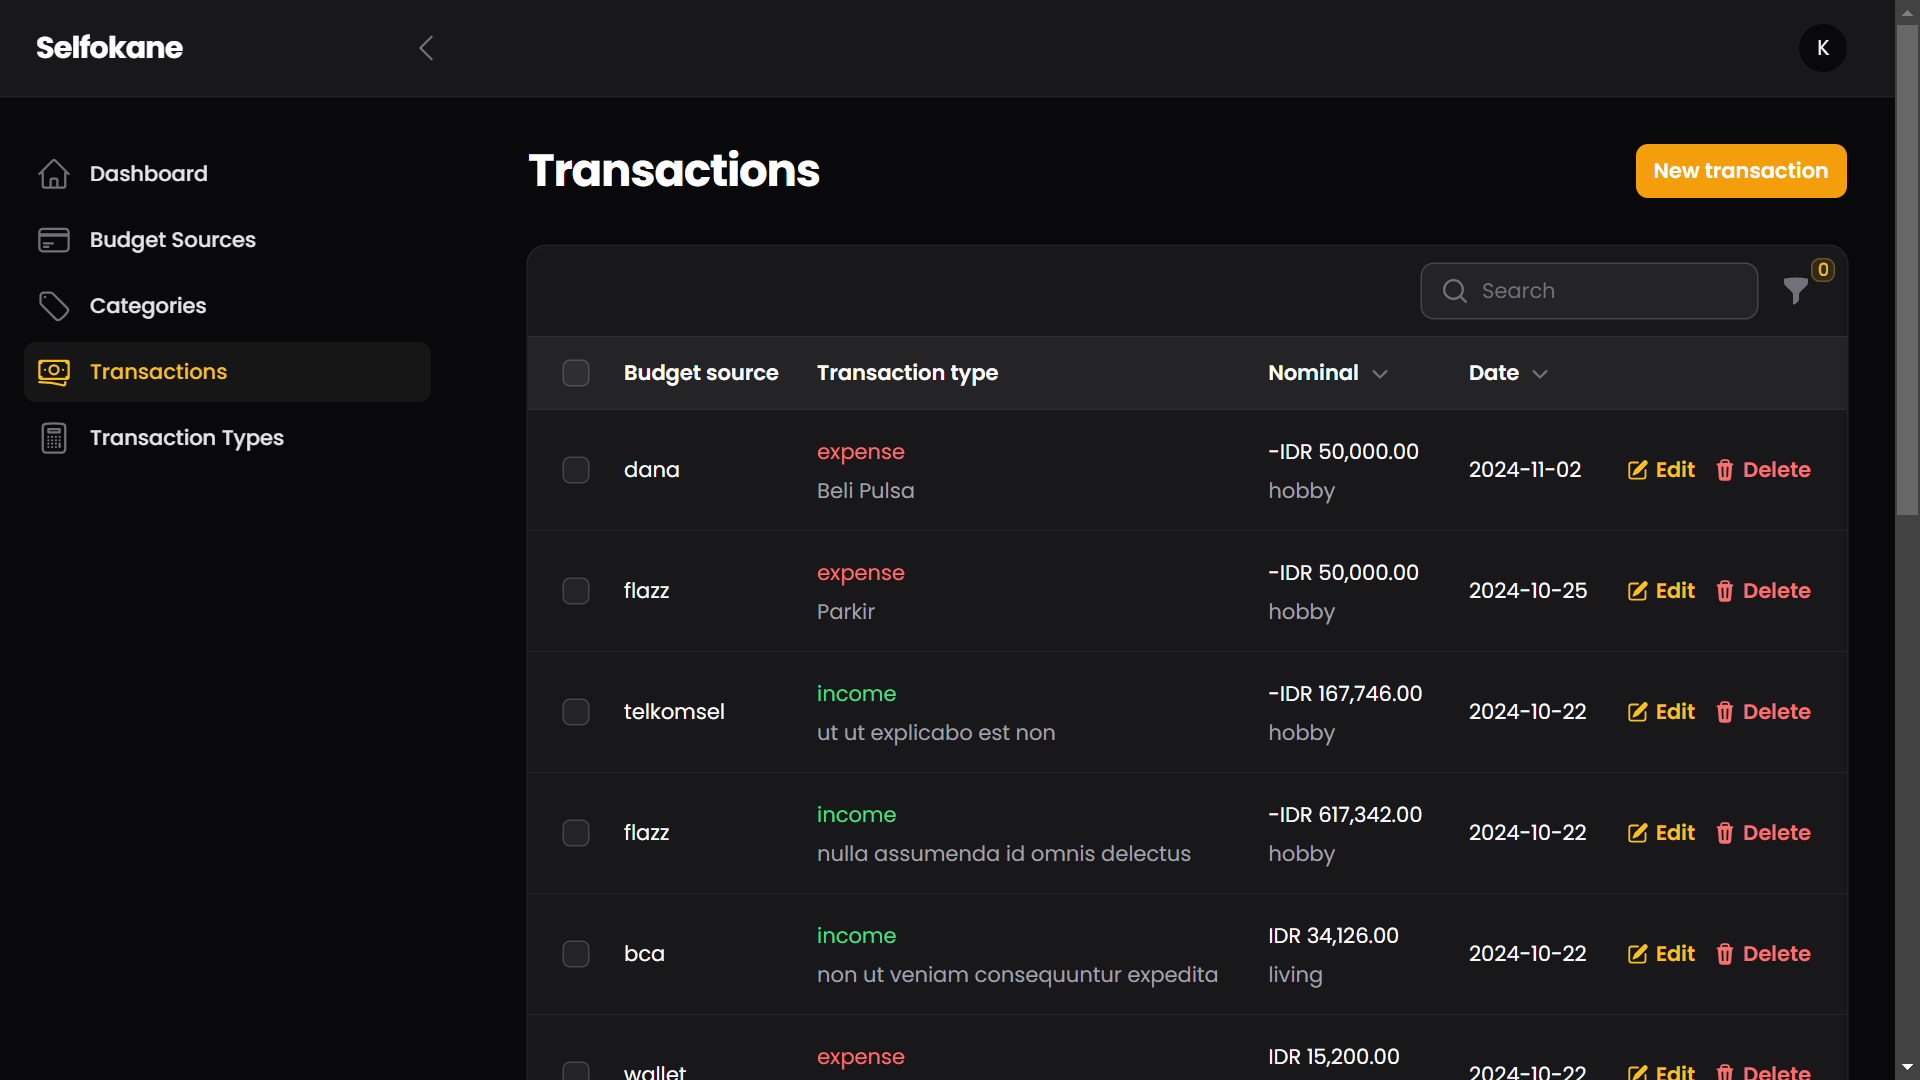 Selfokane
K
Dashboard
Budget Sources
Categories
Transactions
Transaction Types
Transactions
New transaction
Search
0
Budget source Transaction type Nominal Date
expense -IDR 50,000.00
dana 2024-11-02 Edit Delete
Beli Pulsa hobby
expense -IDR 50,000.00
flazz 2024-10-25 Edit Delete
Parkir hobby
income -IDR 167,746.00
telkomsel 2024-10-22 Edit Delete
ut ut explicabo est non hobby
income -IDR 617,342.00
flazz 2024-10-22 Edit Delete
nulla assumenda id omnis delectus hobby
income IDR 34,126.00
bca 2024-10-22 Edit Delete
non ut veniam consequuntur expedita living
expense IDR 15,200.00
wallet 2024-10-22 Edit Delete